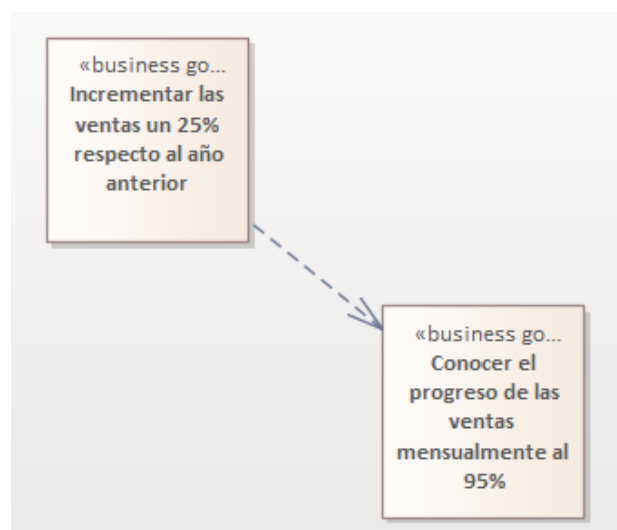 «business go...
Incrementar las
ventas un 25%
respecto al año
anterior
«business go...
Conocer el
progreso de las
ventas
mensualmente al
95%